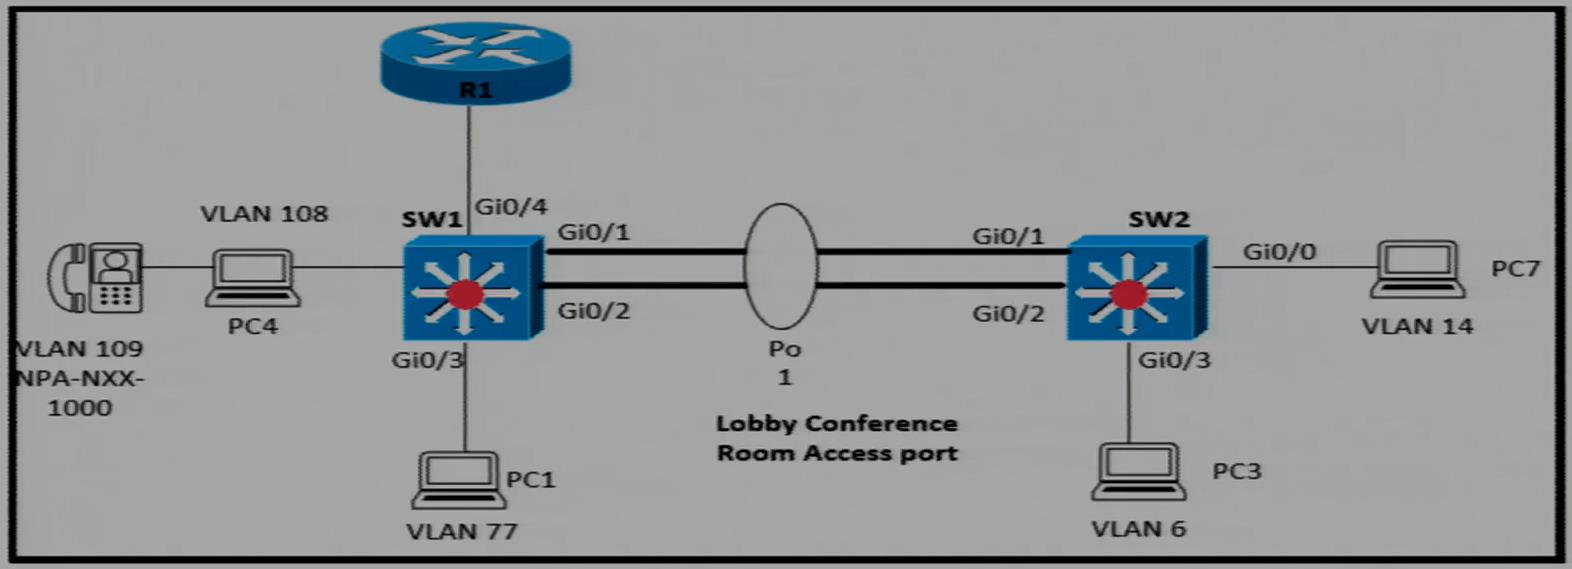 R1
Gi0/4
VLAN 108
SW1
Gi0/1
Gi0/1
SW2
Gi0/0
PC7
PC4
Gi0/2
Gi0/2
VLAN 14
VLAN 109
NPA-NXX-
1000
Gi0/3
Po
1
Gi0/3
Lobby Conference
Room Access port
PC1
VLAN 77
PC3
VLAN 6